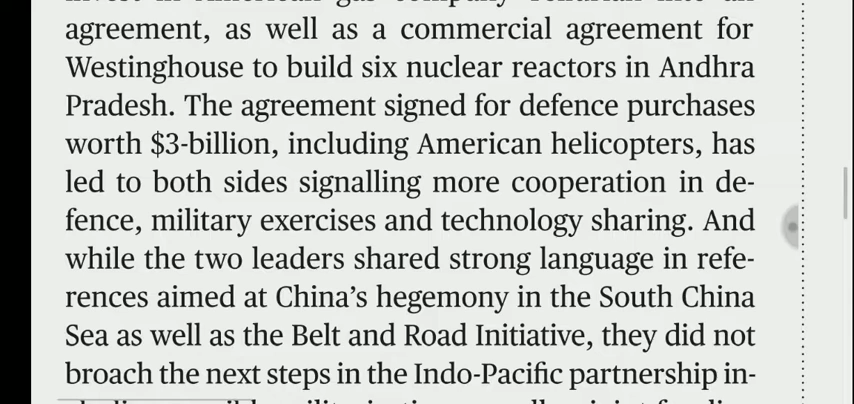 agreement, as well as a commercial agreement for
Westinghouse to build six nuclear reactors in Andhra
Pradesh. The agreement signed for defence purchases
worth $3-billion, including American helicopters, has
led to both sides signalling more cooperation in de-
fence, military exercises and technology sharing. And
while the two leaders shared strong language in refe-
rences aimed at China's hegemony in the South China
Sea as well as the Belt and Road Initiative, they did not
broach the next steps in the Indo-Pacific partnership in-